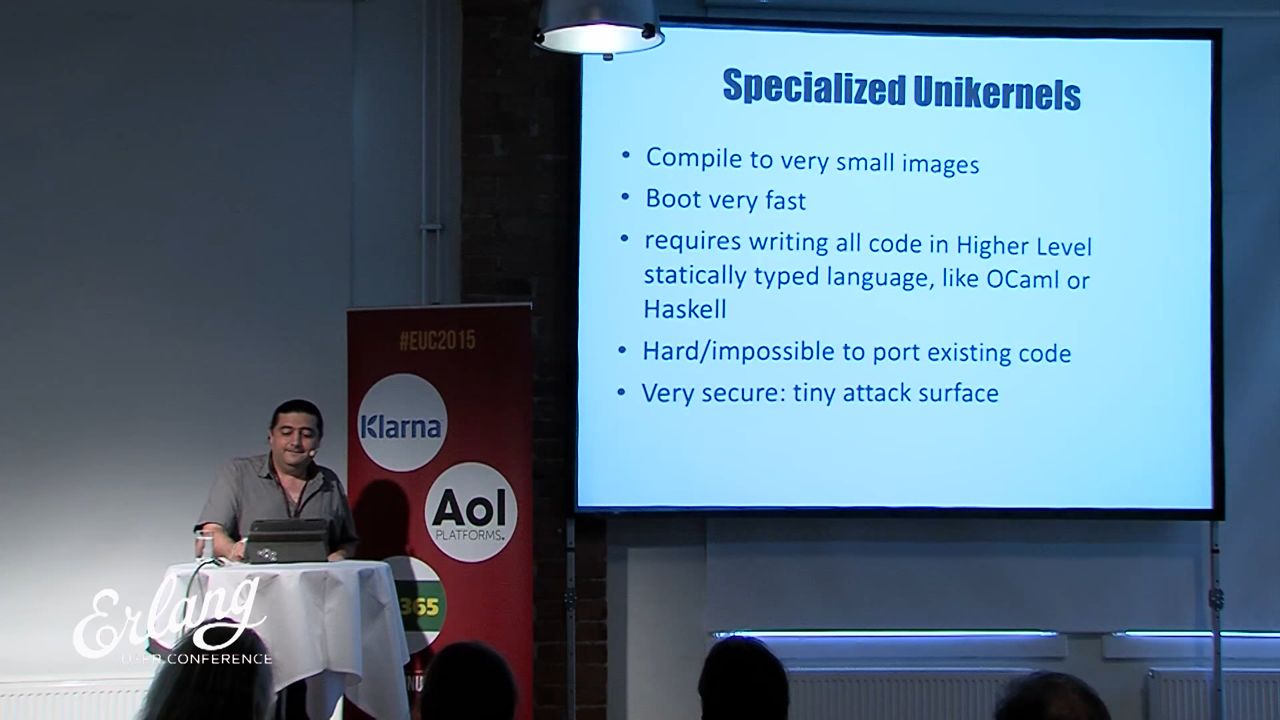 Specialized Unikernels
• Compile to very small images
• Boot very fast
• requires writing all code in Higher Level
statically typed language, like OCaml or
Haskell
• Hard/impossible to port existing code
• Very secure: tiny attack surface
#EUC2015
Klarna
Aol
PLATFORMS.
365
Erlang
USER CONFERENCE